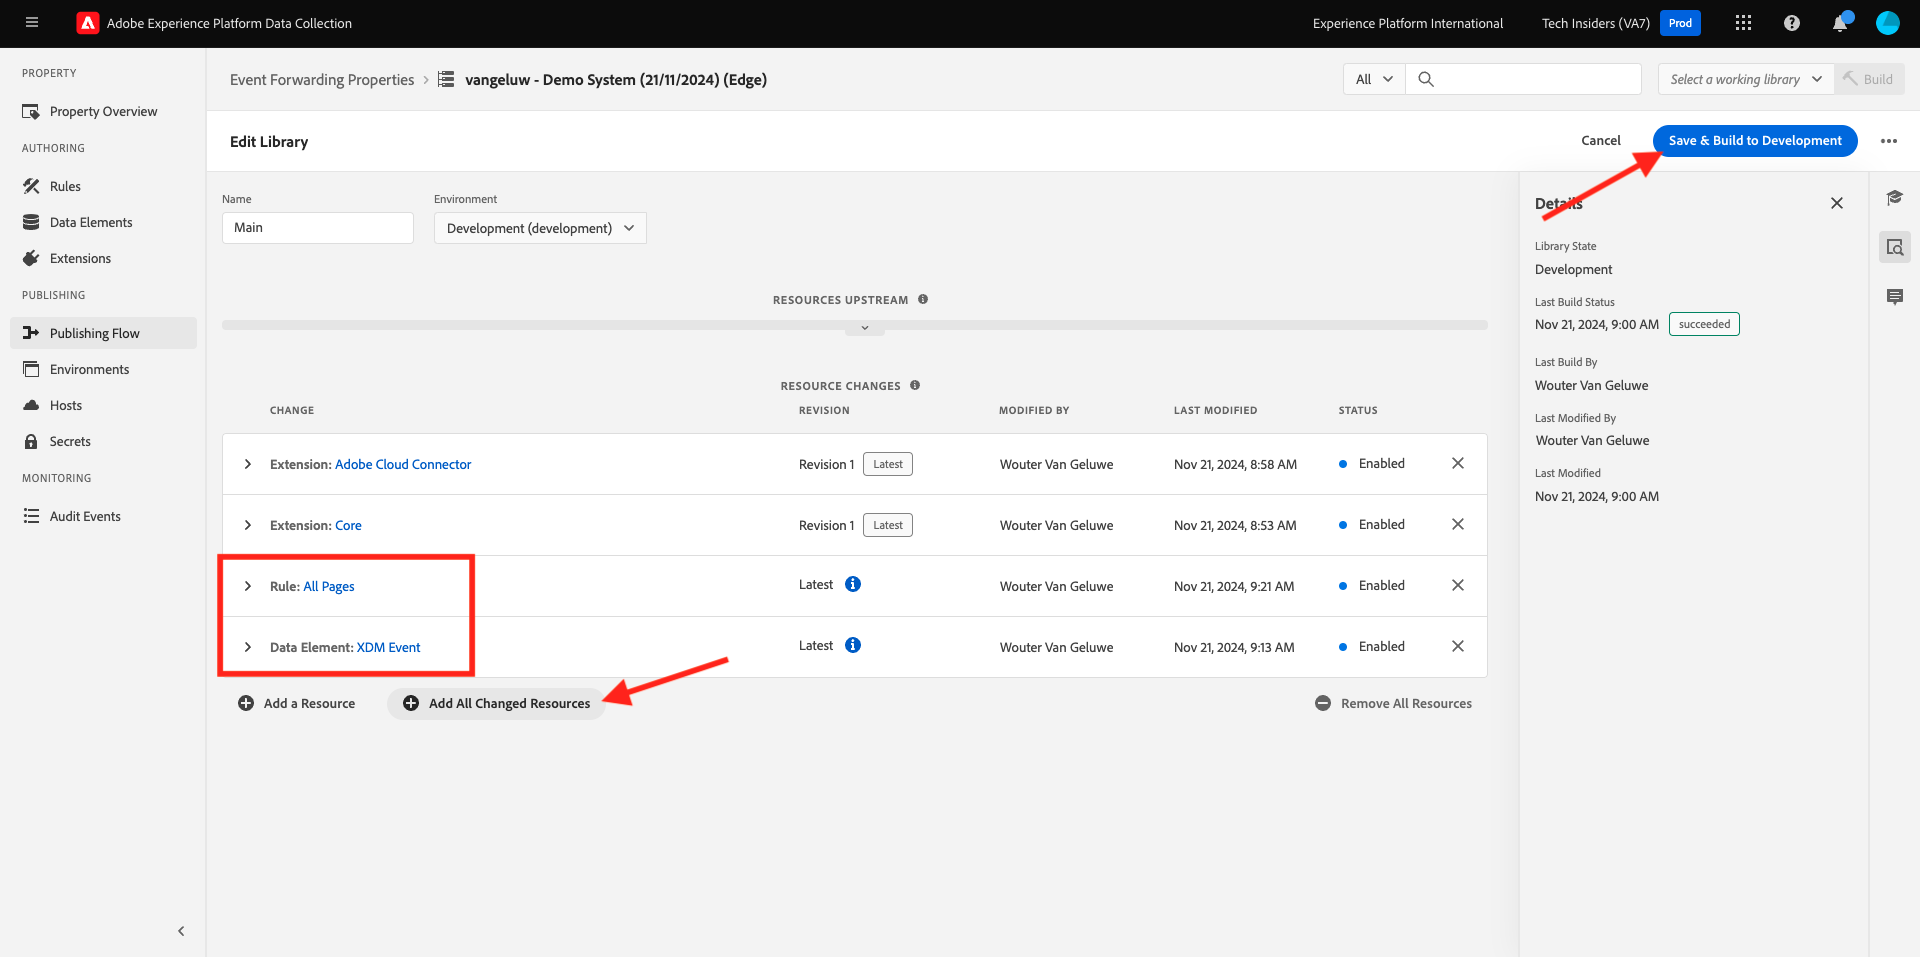 Adobe Experience Platform Data Collection
Experience Platform International
Tech Insiders (VA7)
Prod
PROPERTY
Property Overview
AUTHORING
Rules
Data Elements
Extensions
PUBLISHING
Publishing Flow
Environments
Hosts
Secrets
MONITORING
Audit Events
Event Forwarding Properties > vangeluw - Demo System (21/11/2024) (Edge)
All
Select a working library
Build
Edit Library
Cancel
Save & Build to Development
Name
Environment
Main
Development (development)
RESOURCES UPSTREAM
RESOURCE CHANGES
CHANGE REVISION MODIFIED BY LAST MODIFIED STATUS
Extension: Adobe Cloud Connector Revision 1 Latest Wouter Van Geluwe Nov 21, 2024, 8:58 AM Enabled
Extension: Core Revision 1 Latest Wouter Van Geluwe Nov 21, 2024, 8:53 AM Enabled
Rule: All Pages Latest Wouter Van Geluwe Nov 21, 2024, 9:21 AM Enabled
Data Element: XDM Event Latest Wouter Van Geluwe Nov 21, 2024, 9:13 AM Enabled
Add a Resource
Add All Changed Resources
Remove All Resources
Details
Library State
Development
Last Build Status
Nov 21, 2024, 9:00 AM succeeded
Last Build By
Wouter Van Geluwe
Last Modified By
Wouter Van Geluwe
Last Modified
Nov 21, 2024, 9:00 AM